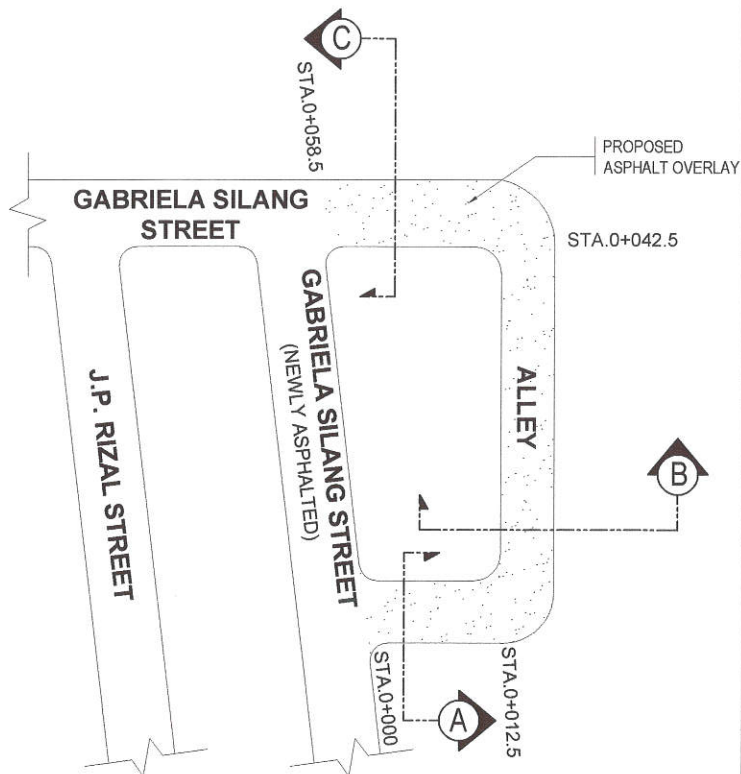 C
STA.0+058.5
PROPOSED
ASPHALT OVERLAY
GABRIELA SILANG
STREET
STA.0+042.5
GABRIELA SILANG STREET
(NEWLY ASPHALTED)
J.P. RIZAL STREET
ALLEY
B
STA.0+000
STA.0+012.5
A